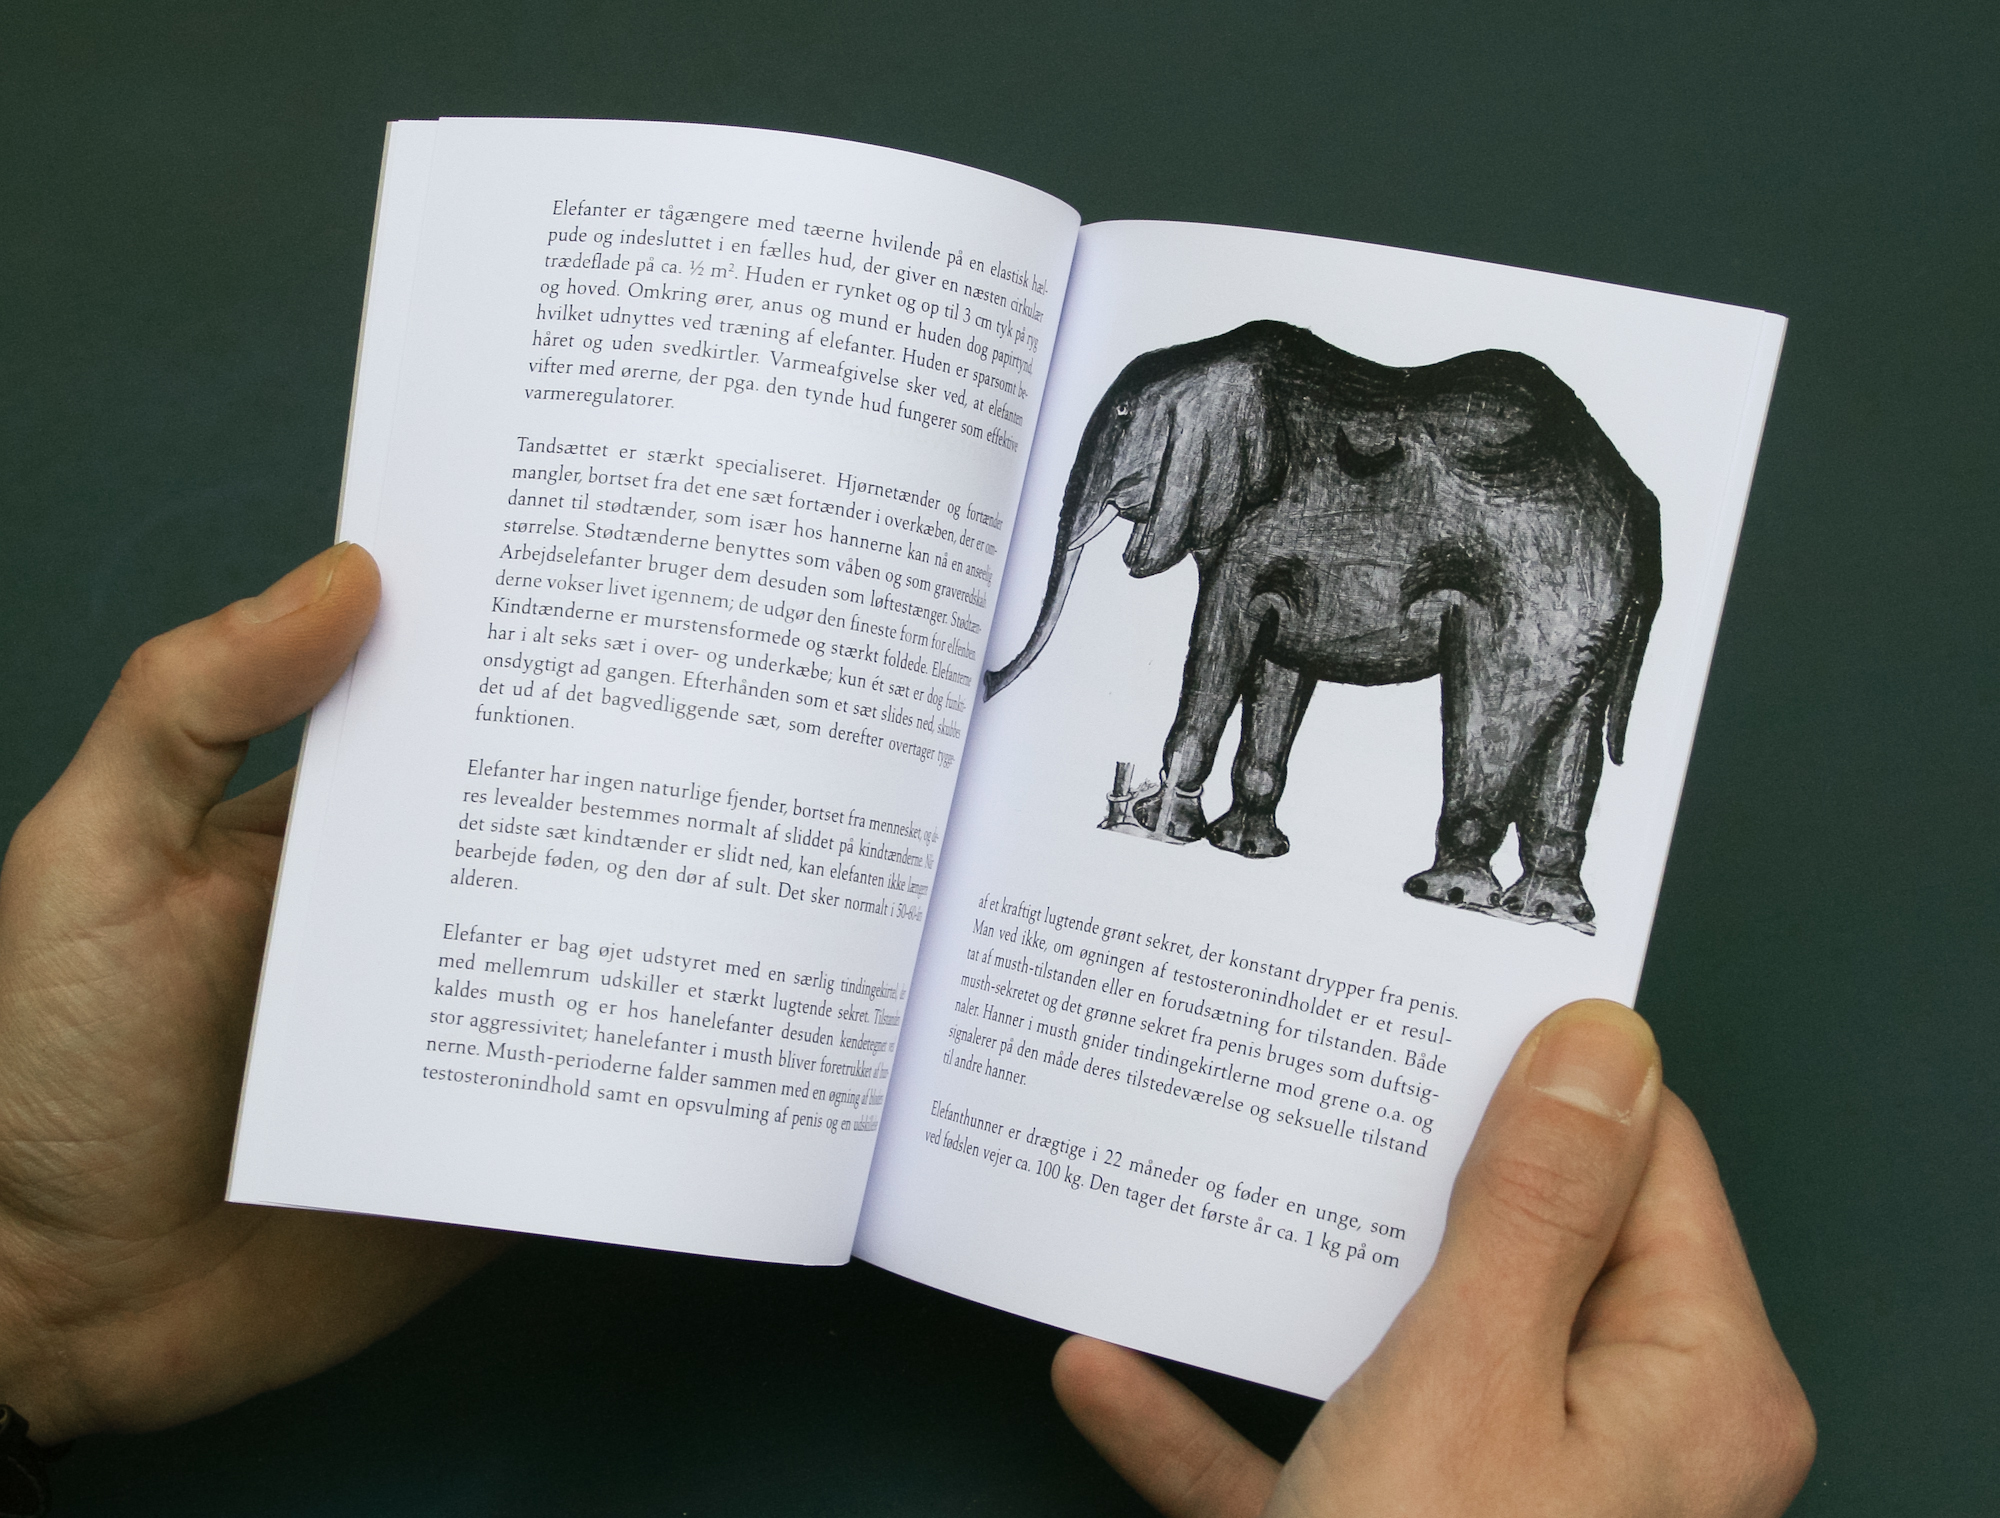 Elefanter er tågængere med tæerne hvilende på en elastisk hæl-
pude og indesluttet i en fælles hud, der giver en næsten cirkulær
trædeflade på ca. ½ m². Huden er rynket og op til 3 cm tyk på ryg
og hoved. Omkring ører, anus og mund er huden dog papirtynd,
hvilket udnyttes ved træning af elefanter. Huden er sparsomt be-
håret og uden svedkirtler. Varmeafgivelse sker ved, at elefanten
vifter med ørerne, der pga. den tynde hud fungerer som effektive
varmeregulatorer.
Tandsættet er stærkt specialiseret. Hjørnetænder og fortænder
mangler, bortset fra det ene sæt fortænder i overkæben, der er om-
dannet til stødtænder, som især hos hannerne kan nå en anseelig
størrelse. Stødtænderne benyttes som våben og som graveredskab.
Arbejdselefanter bruger dem desuden som løftestænger. Stødtæn-
derne vokser livet igennem; de udgør den fineste form for elfenben.
Kindtænderne er murstensformede og stærkt foldede. Elefanterne
har i alt seks sæt i over- og underkæbe; kun ét sæt er dog funkti-
onsdygtigt ad gangen. Efterhånden som et sæt slides ned, skubbes
det ud af det bagvedliggende sæt, som derefter overtager tygge-
funktionen.
Elefanter har ingen naturlige fjender, bortset fra mennesket, og de-
res levealder bestemmes normalt af sliddet på kindtænderne. Når
det sidste sæt kindtænder er slidt ned, kan elefanten ikke længere
bearbejde føden, og den dør af sult. Det sker normalt i 50-60-års
alderen.
Elefanter er bag øjet udstyret med en særlig tindingekirtel, der
med mellemrum udskiller et stærkt lugtende sekret. Tilstanden
kaldes musth og er hos hanelefanter desuden kendetegnet ved
stor aggressivitet; hanelefanter i musth bliver foretrukket af hun-
nerne. Musth-perioderne falder sammen med en øgning af blodets
testosteronindhold samt en opsvulming af penis og en udskillelse
af et kraftigt lugtende grønt sekret, der konstant drypper fra penis.
Man ved ikke, om øgningen af testosteronindholdet er et resul-
tat af musth-tilstanden eller en forudsætning for tilstanden. Både
musth-sekretet og det grønne sekret fra penis bruges som duftsig-
naler. Hanner i musth gnider tindingekirtlerne mod grene o.a. og
signalerer på den måde deres tilstedeværelse og seksuelle tilstand
til andre hanner.
Elefanthunner er drægtige i 22 måneder og føder en unge, som
ved fødslen vejer ca. 100 kg. Den tager det første år ca. 1 kg på om